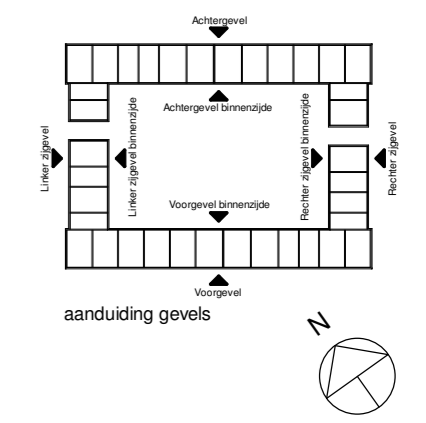 Achtergevel
Achtergevel binnenzijde
Linker zijgevel
Linker zijgevel binnenzijde
Rechter zijgevel binnenzijde
Rechter zijgevel
Voorgevel binnenzijde
Voorgevel
aanduiding gevels
N